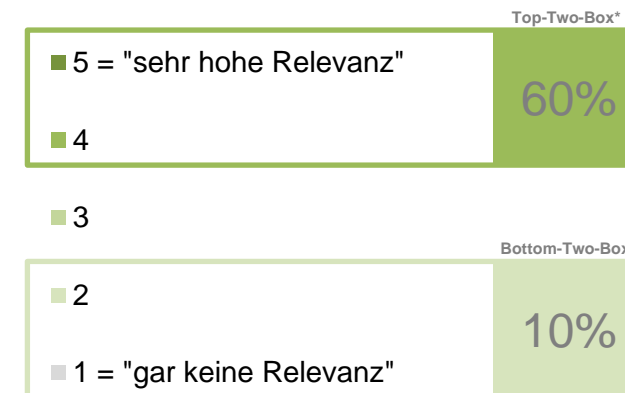 Top-Two-Box*
5 = "sehr hohe Relevanz"
60%
4
3
Bottom-Two-Box
2
10%
1 = "gar keine Relevanz"